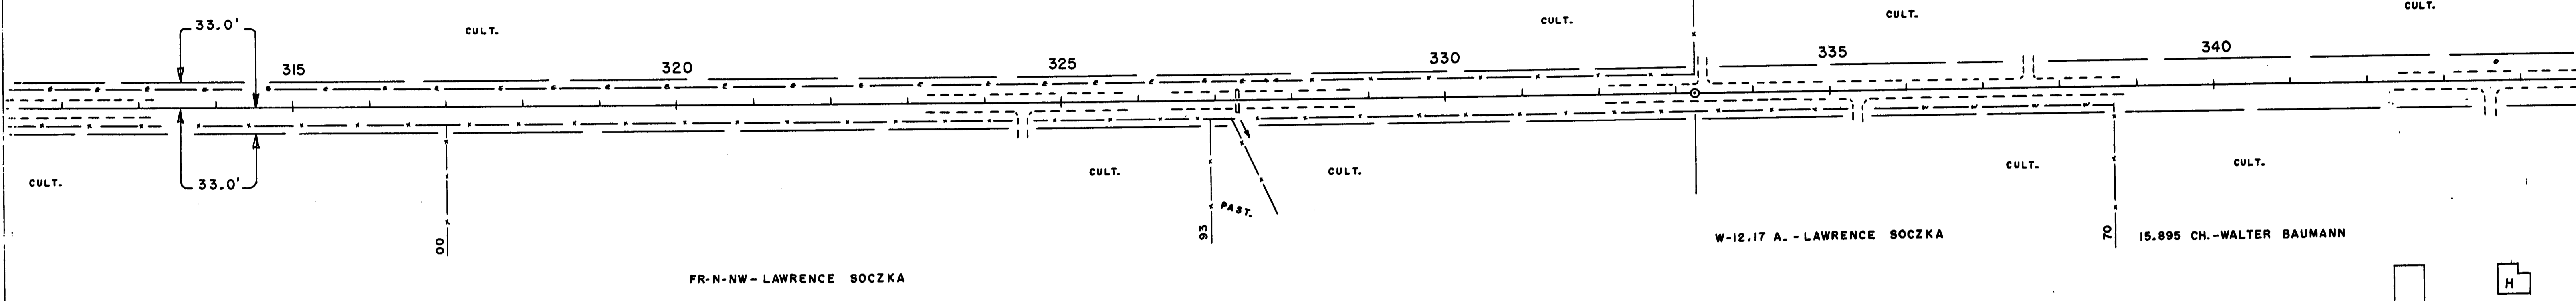 CULT.
CULT.
CULT.
CULT.
33.0'
315
320
325
330
335
340
33.0'
CULT.
CULT.
CULT.
CULT.
CULT.
PAST.
00
93
70
W-12.17 A. - LAWRENCE SOCZKA
15.895 CH.-WALTER BAUMANN
FR-N-NW- LAWRENCE SOCZKA
H